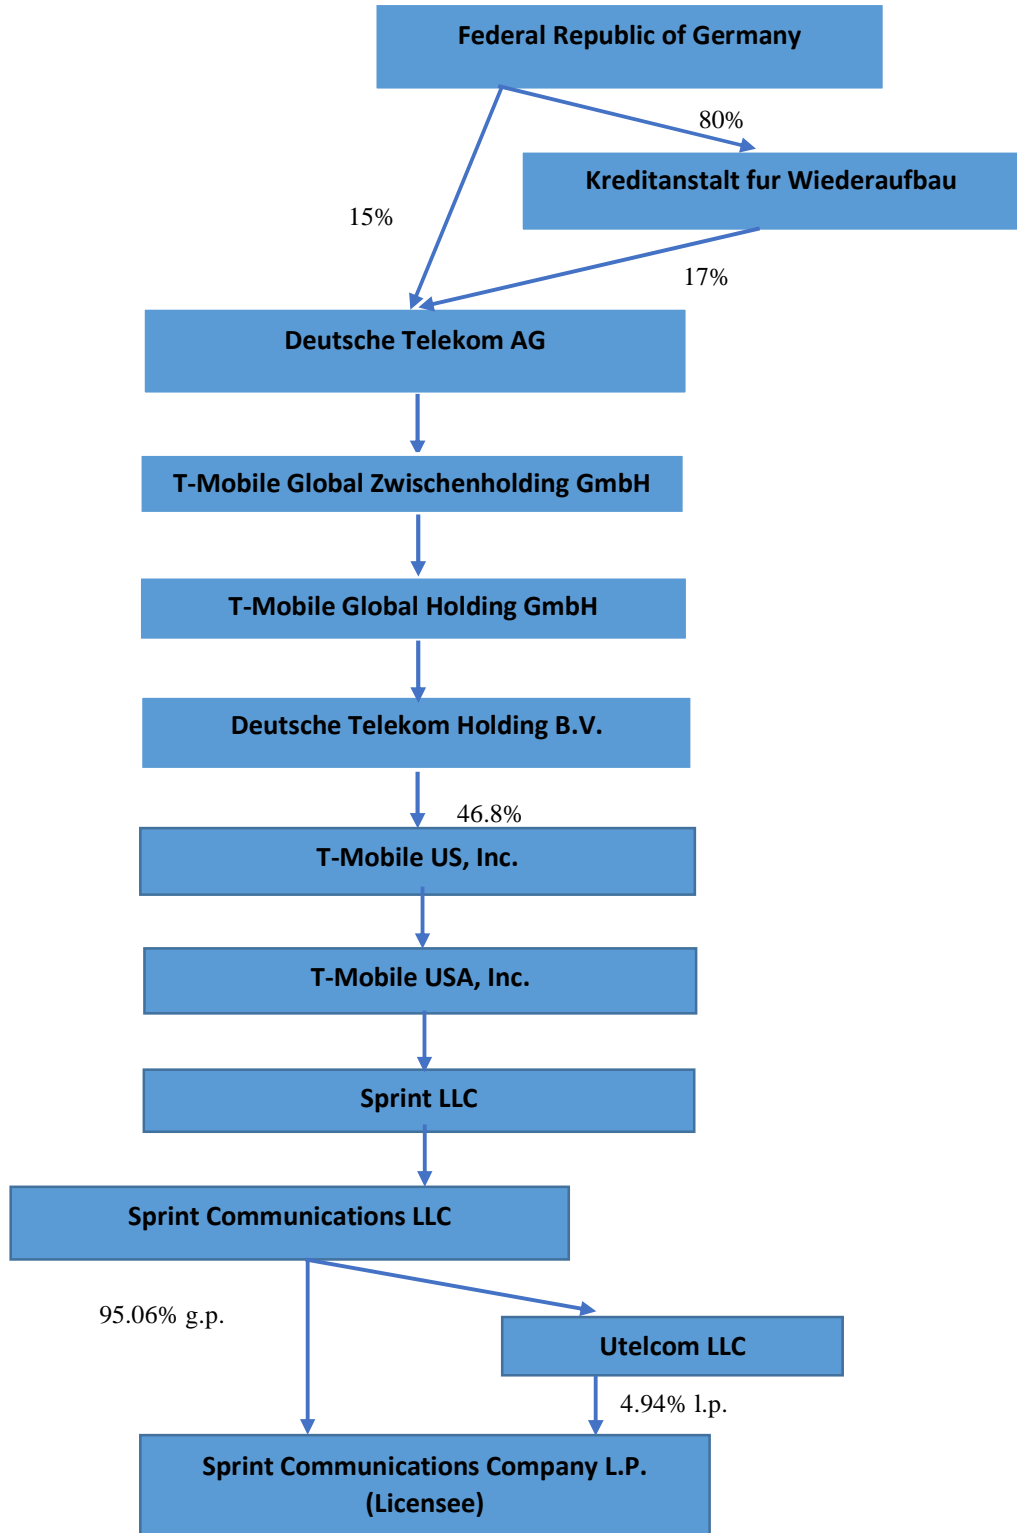 Federal Republic of Germany
80%
Kreditanstalt fur Wiederaufbau
15%
17%
Deutsche Telekom AG
T-Mobile Global Zwischenholding GmbH
T-Mobile Global Holding GmbH
Deutsche Telekom Holding B.V.
46.8%
T-Mobile US, Inc.
T-Mobile USA, Inc.
Sprint LLC
Sprint Communications LLC
95.06% g.p.
Utelcom LLC
4.94% l.p.
Sprint Communications Company L.P.
(Licensee)